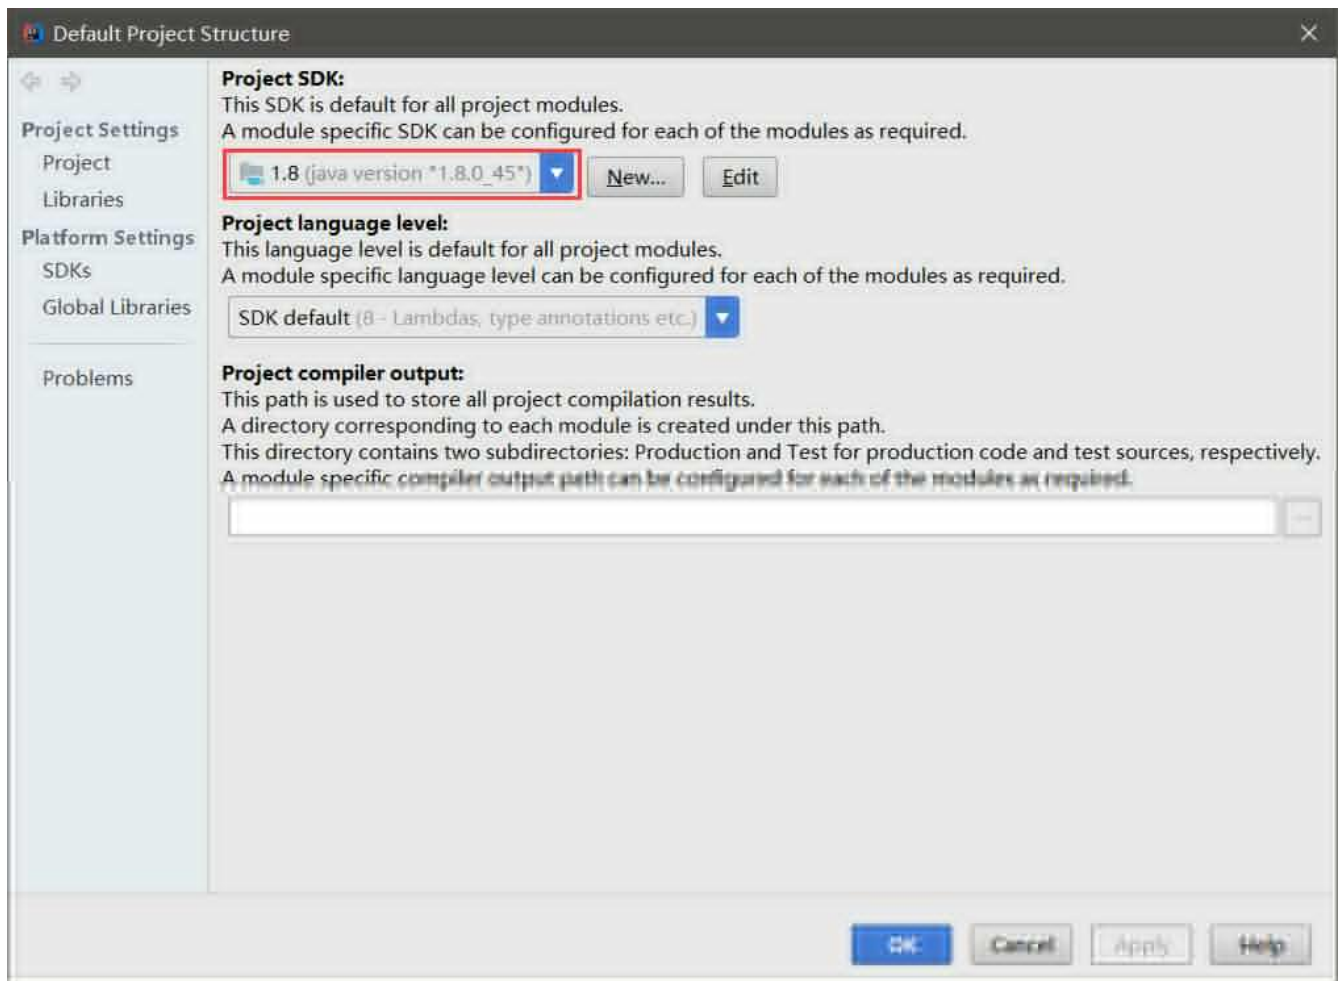 Default Project Structure
Project Settings
Project
Libraries
Platform Settings
SDKs
Global Libraries
Problems
Project SDK:
This SDK is default for all project modules.
A module specific SDK can be configured for each of the modules as required.
1.8 (java version "1.8.0_45")
New...
Edit
Project language level:
This language level is default for all project modules.
A module specific language level can be configured for each of the modules as required.
SDK default (8 - Lambdas, type annotations etc.)
Project compiler output:
This path is used to store all project compilation results.
A directory corresponding to each module is created under this path.
This directory contains two subdirectories: Production and Test for production code and test sources, respectively.
A module specific compiler output path can be configured for each of the modules as required.
OK
Cancel
Apply
Help